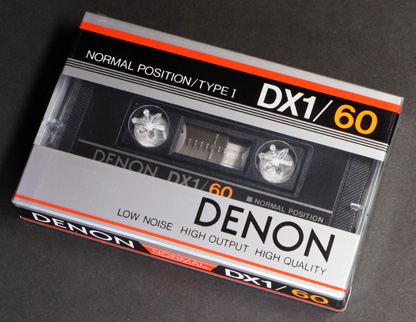 NORMAL POSITION/TYPE I
DX1/60
DENON DX1/60
■ NORMAL POSITION
DENON
LOW NOISE HIGH OUTPUT HIGH QUALITY
DENON NORMAL DX1/60